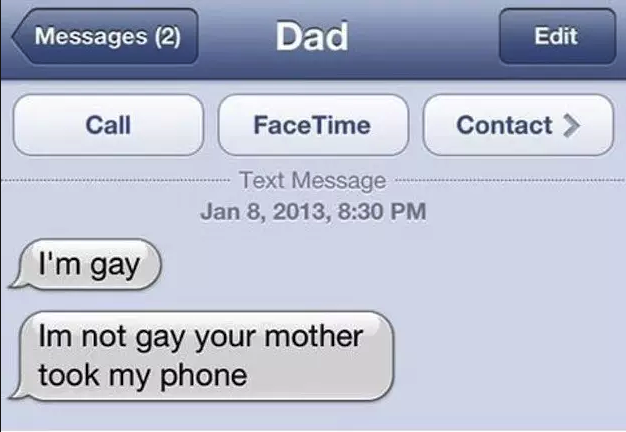 Messages (2)
Dad
Edit
Call
FaceTime
Contact
Text Message
Jan 8, 2013, 8:30 PM
I'm gay
Im not gay your mother
took my phone